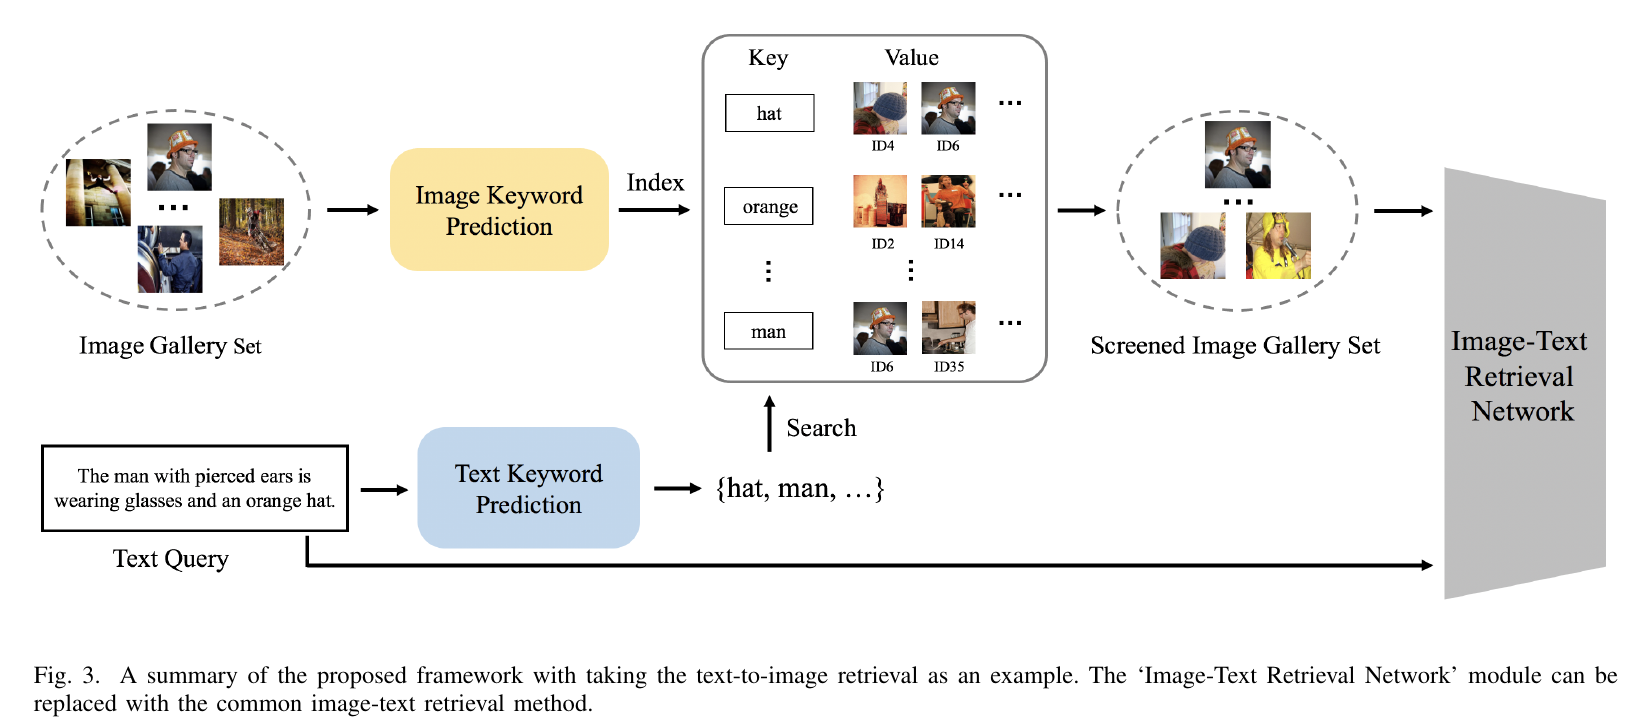 Key
Value
hat
ID4
ID6
Image Keyword
Prediction
Index
orange
ID2
ID14
man
ID6
ID35
Image Gallery Set
Screened Image Gallery Set
Image-Text
Retrieval
Network
Search
The man with pierced ears is
wearing glasses and an orange hat.
Text Query
Text Keyword
Prediction
{hat, man, …}
Fig. 3. A summary of the proposed framework with taking the text-to-image retrieval as an example. The ‘Image-Text Retrieval Network’ module can be
replaced with the common image-text retrieval method.